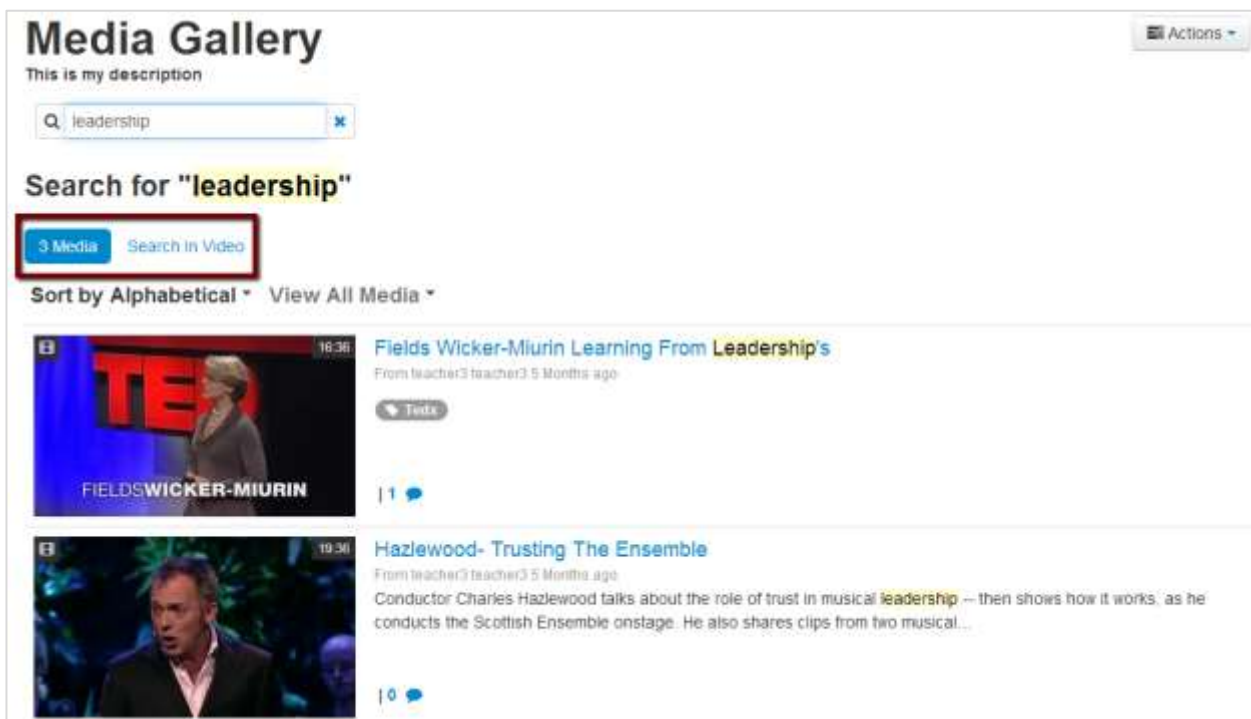 Media Gallery
Actions
This is my description
leadership
Search for "leadership"
3 Media Search in Video
Sort by Alphabetical View All Media
16:36
TED
FIELDSWICKER-MIURIN
Fields Wicker-Miurin Learning From Leadership's
From teacher3 teacher3 5 Months ago
Tedx
| 1
19:36
Hazlewood- Trusting The Ensemble
From teacher3 teacher3 5 Months ago
Conductor Charles Hazlewood talks about the role of trust in musical leadership -- then shows how it works, as he
conducts the Scottish Ensemble onstage. He also shares clips from two musical...
| 0